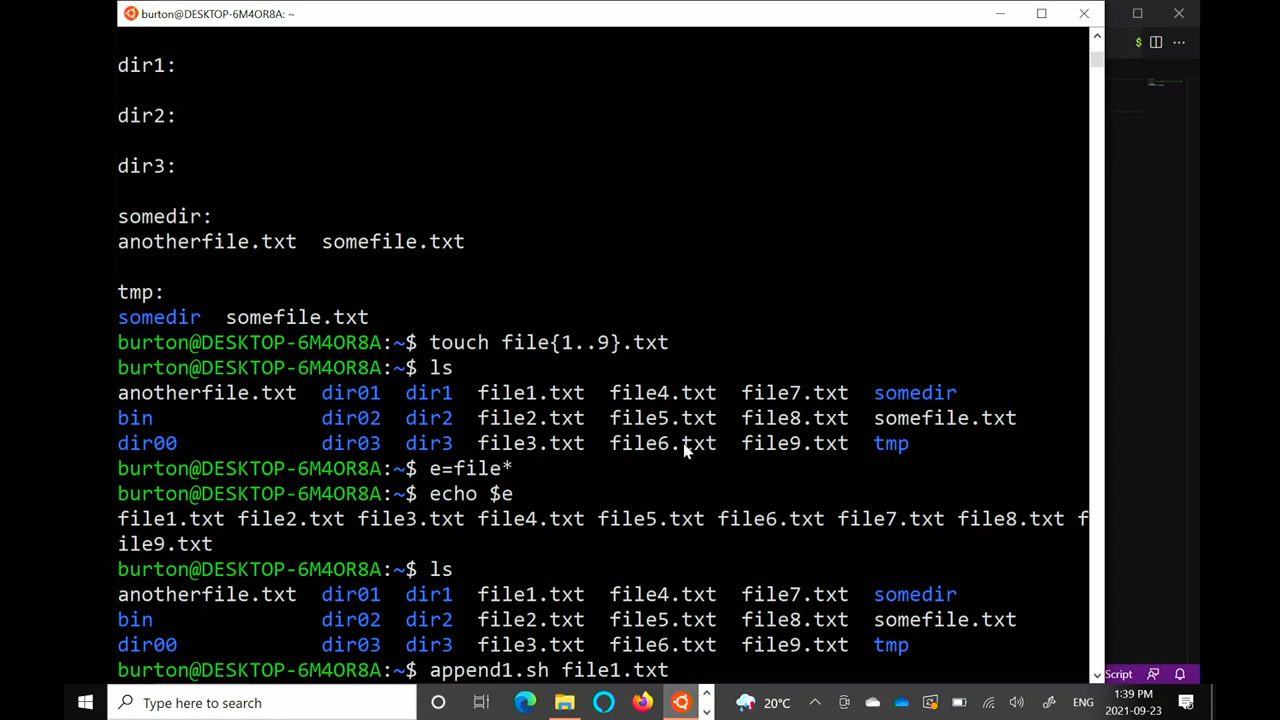 burton@DESKTOP-6M4OR8A: ~
dir1:
dir2:
dir3:
somedir:
anotherfile.txt  somefile.txt
tmp:
somedir  somefile.txt
burton@DESKTOP-6M4OR8A:~$ touch file{1..9}.txt
burton@DESKTOP-6M4OR8A:~$ ls
anotherfile.txt  dir01  dir1  file1.txt  file4.txt  file7.txt  somedir
bin  dir02  dir2  file2.txt  file5.txt  file8.txt  somefile.txt
dir00  dir03  dir3  file3.txt  file6.txt  file9.txt  tmp
burton@DESKTOP-6M4OR8A:~$ e=file*
burton@DESKTOP-6M4OR8A:~$ echo $e
file1.txt file2.txt file3.txt file4.txt file5.txt file6.txt file7.txt file8.txt f
ile9.txt
burton@DESKTOP-6M4OR8A:~$ ls
anotherfile.txt  dir01  dir1  file1.txt  file4.txt  file7.txt  somedir
bin  dir02  dir2  file2.txt  file5.txt  file8.txt  somefile.txt
dir00  dir03  dir3  file3.txt  file6.txt  file9.txt  tmp
burton@DESKTOP-6M4OR8A:~$ append1.sh file1.txt
Script
Type here to search
20°C
ENG
1:39 PM
2021-09-23